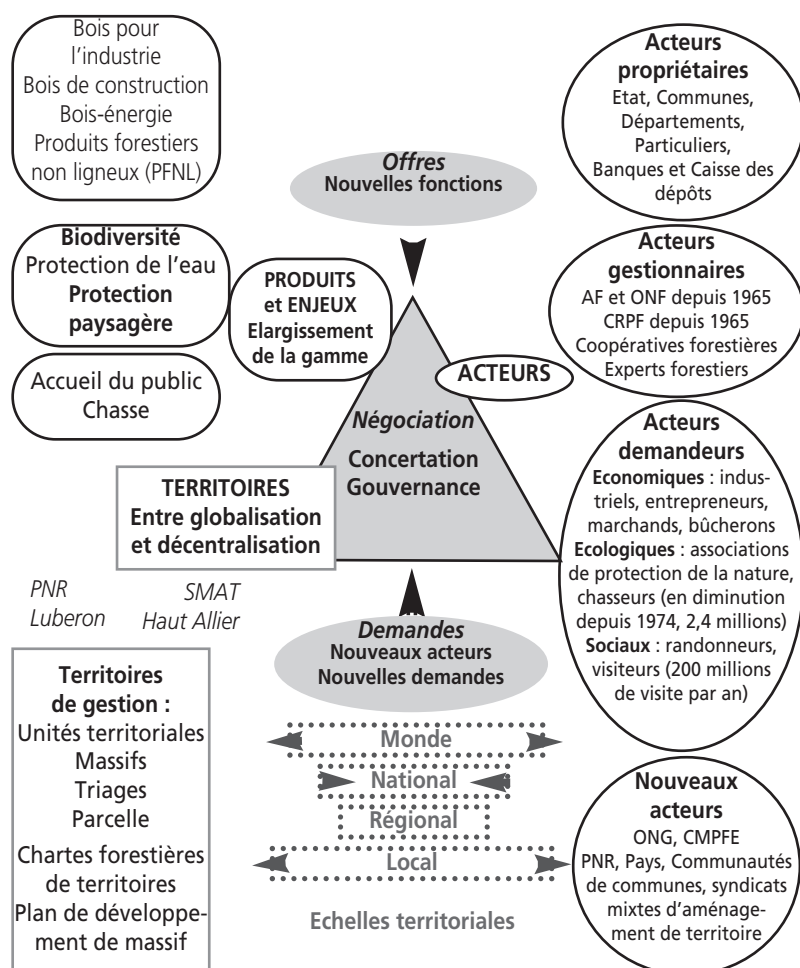 Bois pour
l'industrie
Bois de construction
Bois-énergie
Produits forestiers
non ligneux (PFNL)
Biodiversité
Protection de l'eau
Protection
paysagère
Accueil du public
Chasse
Offres
Nouvelles fonctions
PRODUITS
et ENJEUX
Elargissement
de la gamme
ACTEURS
Négociation
Concertation
Gouvernance
TERRITOIRES
Entre globalisation
et décentralisation
PNR
Luberon
SMAT
Haut Allier
Demandes
Nouveaux acteurs
Nouvelles demandes
Territoires
de gestion :
Unités territoriales
Massifs
Triages
Parcelle
Chartes forestières
de territoires
Plan de développe-
ment de massif
Monde
National
Régional
Local
Echelles territoriales
Acteurs
propriétaires
Etat, Communes,
Départements,
Particuliers,
Banques et Caisse des
dépôts
Acteurs
gestionnaires
AF et ONF depuis 1965
CRPF depuis 1965
Coopératives forestières
Experts forestiers
Acteurs
demandeurs
Economiques : indus-
triels, entrepreneurs,
marchands, bûcherons
Ecologiques : associations
de protection de la nature,
chasseurs (en diminution
depuis 1974, 2,4 millions)
Sociaux : randonneurs,
visiteurs (200 millions
de visite par an)
Nouveaux
acteurs
ONG, CMPFE
PNR, Pays, Communautés
de communes, syndicats
mixtes d'aménage-
ment de territoire